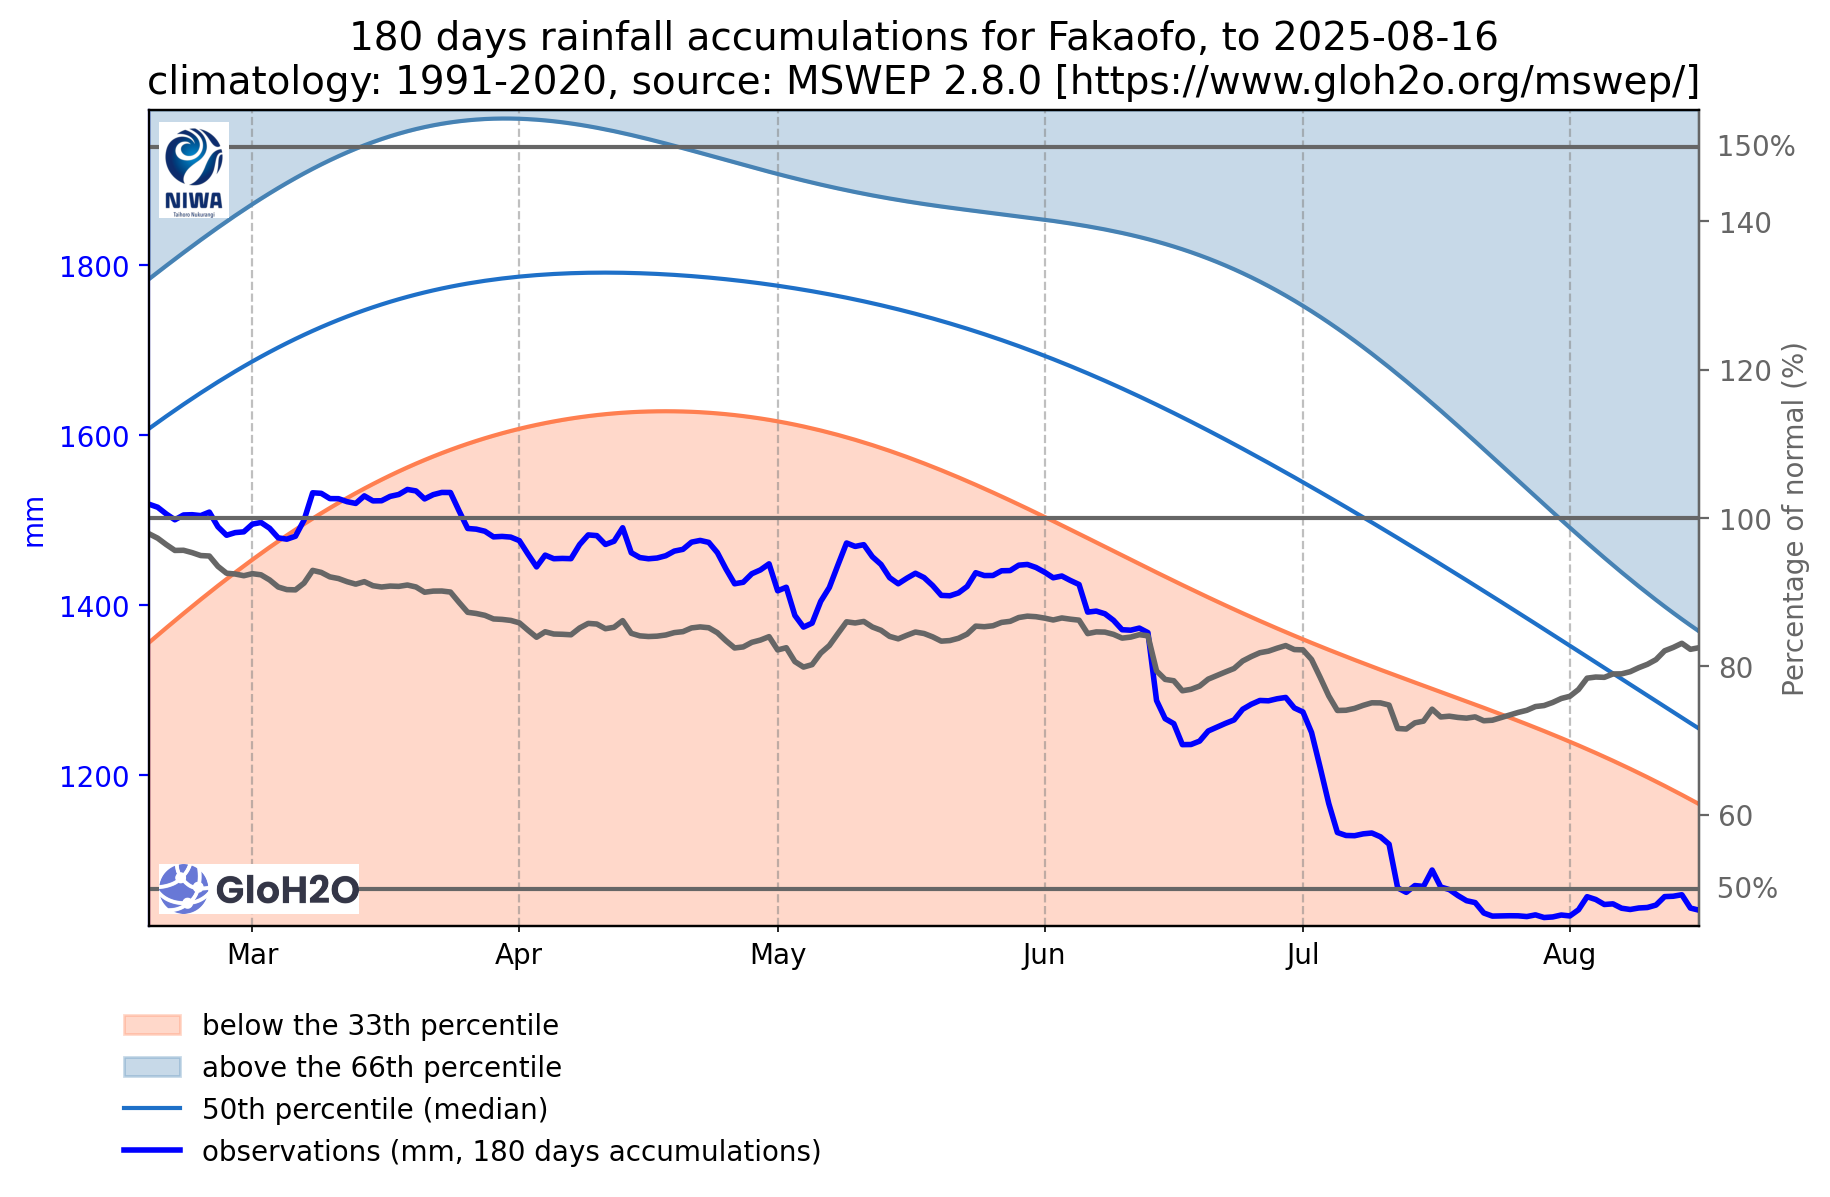 180 days rainfall accumulations for Fakaofo, to 2025-08-16
climatology: 1991-2020, source: MSWEP 2.8.0 [https://www.gloh2o.org/mswep/]
NIWA
Taihoro Nukurangi
150%
140
1800
120
1600
Percentage of normal (%)
mm
100
1400
80
1200
60
GloH2O
50%
Mar
Apr
May
Jun
Jul
Aug
below the 33th percentile
above the 66th percentile
50th percentile (median)
observations (mm, 180 days accumulations)